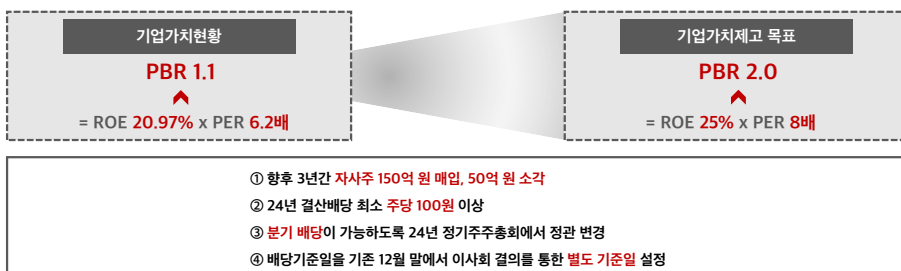 기업가치현황
PBR 1.1
= ROE 20.97% x PER 6.2배
기업가치제고 목표
PBR 2.0
= ROE 25% x PER 8배
① 향후 3년간 자사주 150억 원 매입, 50억 원 소각
② 24년 결산배당 최소 주당 100원 이상
③ 분기 배당이 가능하도록 24년 정기주주총회에서 정관 변경
④ 배당기준일을 기존 12월 말에서 이사회 결의를 통한 별도 기준일 설정